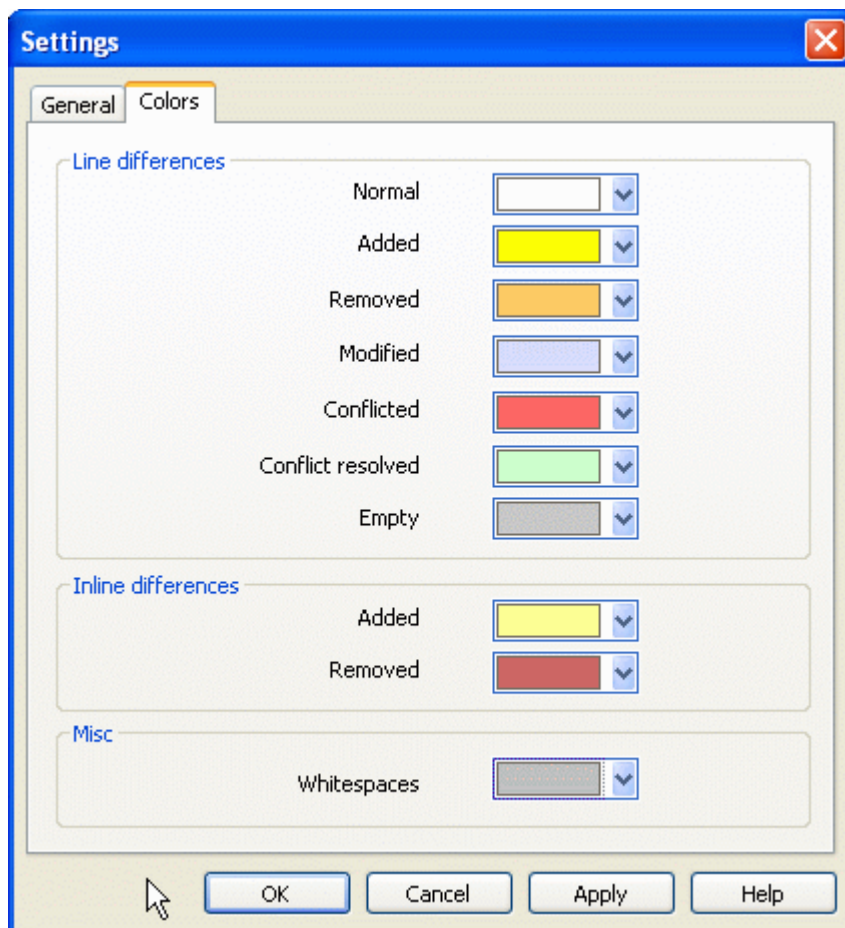 Settings
General Colors
Line differences
Normal
Added
Removed
Modified
Conflicted
Conflict resolved
Empty
Inline differences
Added
Removed
Misc
Whitespaces
OK Cancel Apply Help